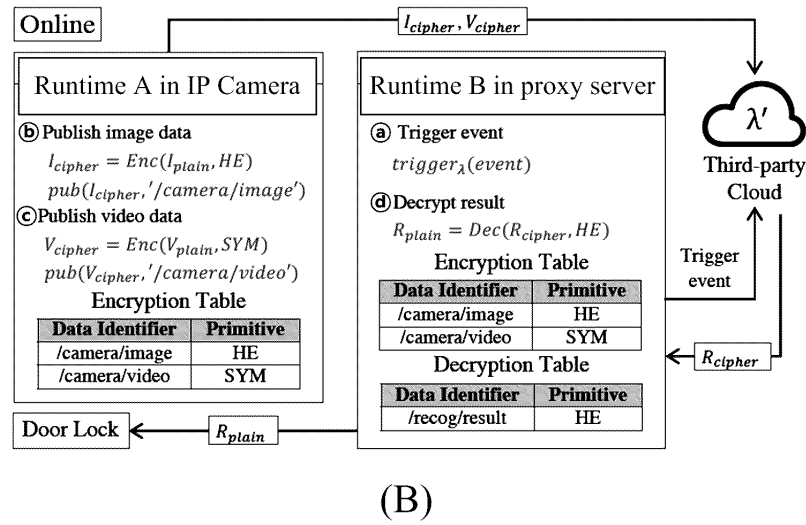 Online
I_cipher, V_cipher
Runtime A in IP Camera
ⓑ Publish image data
I_cipher = Enc(I_plain, HE)
pub(I_cipher, '/camera/image')
ⓒ Publish video data
V_cipher = Enc(V_plain, SYM)
pub(V_cipher, '/camera/video')
Encryption Table
Data Identifier Primitive
/camera/image HE
/camera/video SYM
Runtime B in proxy server
ⓐ Trigger event
trigger_λ(event)
ⓓ Decrypt result
R_plain = Dec(R_cipher, HE)
Encryption Table
Data Identifier Primitive
/camera/image HE
/camera/video SYM
Decryption Table
Data Identifier Primitive
/recog/result HE
λ′
Third-party
Cloud
Trigger
event
R_cipher
Door Lock
R_plain
(B)